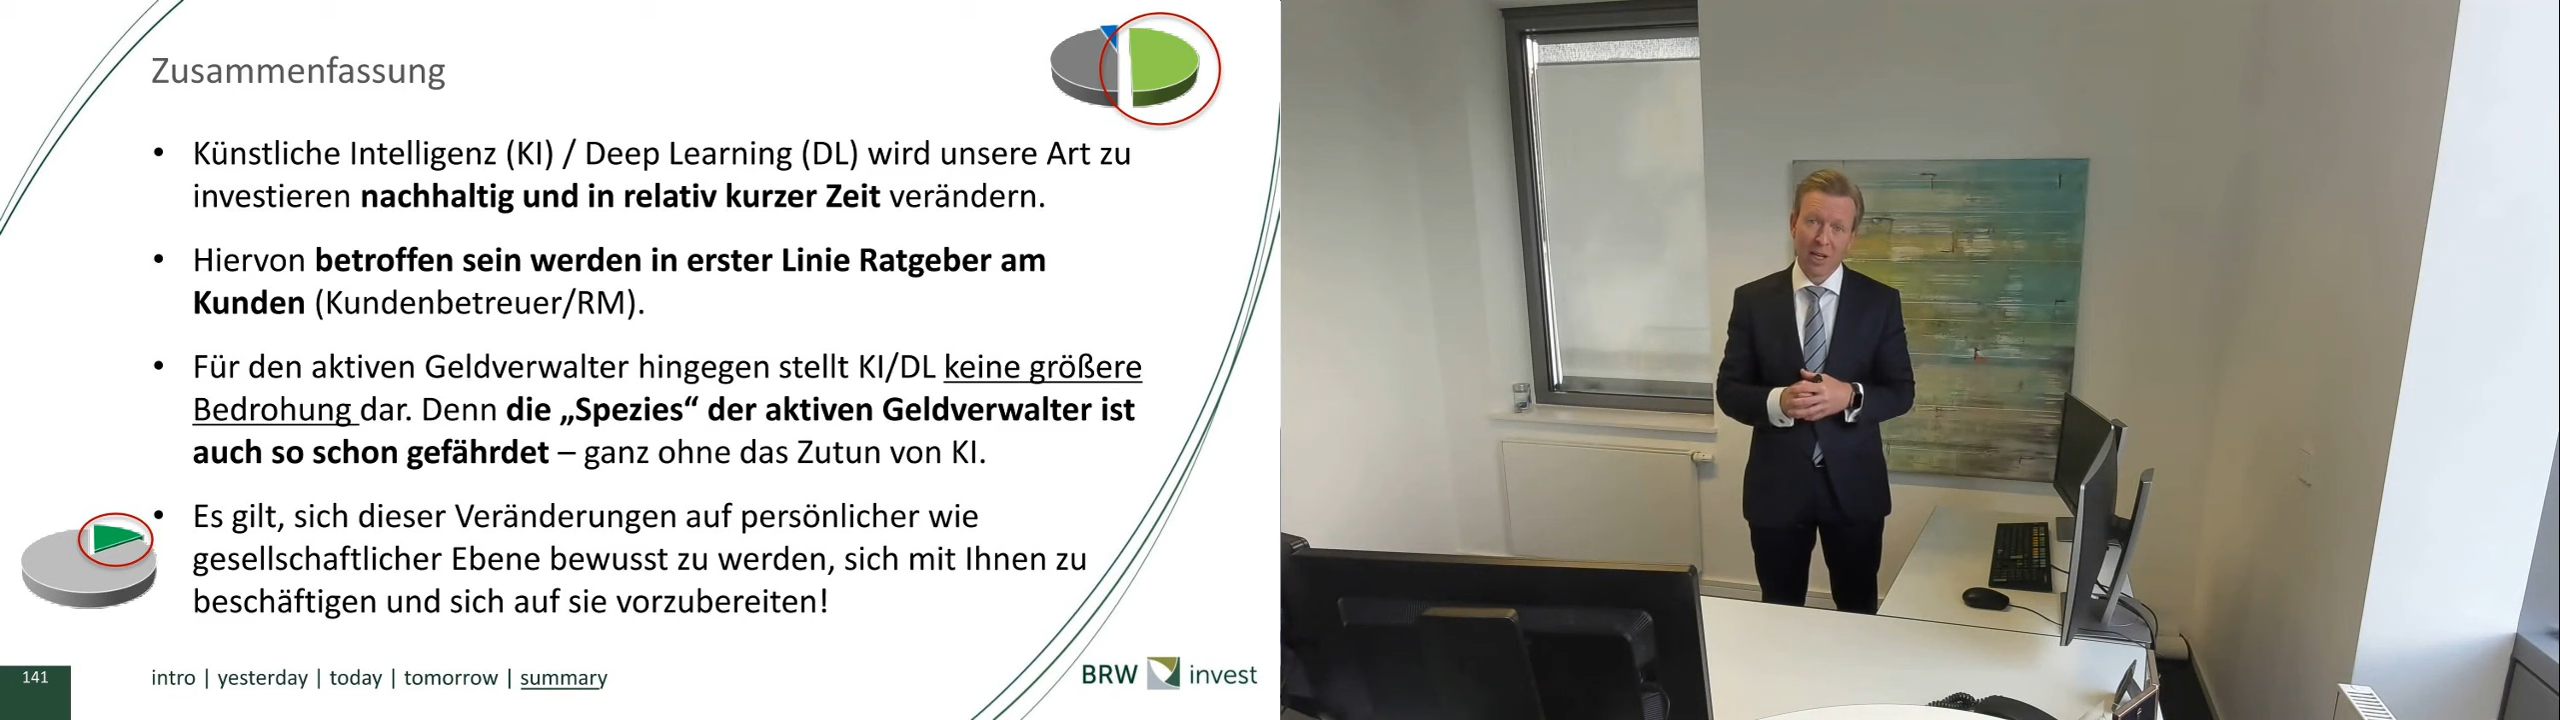 Zusammenfassung
• Künstliche Intelligenz (KI) / Deep Learning (DL) wird unsere Art zu
investieren nachhaltig und in relativ kurzer Zeit verändern.
• Hiervon betroffen sein werden in erster Linie Ratgeber am
Kunden (Kundenbetreuer/RM).
• Für den aktiven Geldverwalter hingegen stellt KI/DL keine größere
Bedrohung dar. Denn die „Spezies“ der aktiven Geldverwalter ist
auch so schon gefährdet – ganz ohne das Zutun von KI.
• Es gilt, sich dieser Veränderungen auf persönlicher wie
gesellschaftlicher Ebene bewusst zu werden, sich mit Ihnen zu
beschäftigen und sich auf sie vorzubereiten!
141
intro | yesterday | today | tomorrow | summary
BRW invest